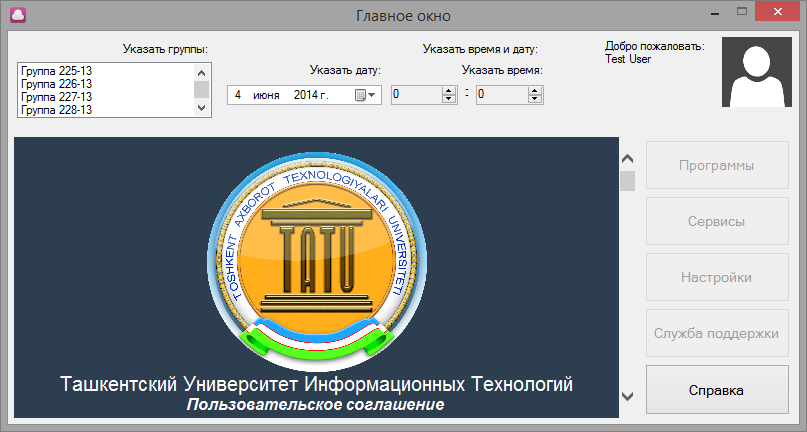 Главное окно
Указать группы:
Группа 225-13
Группа 226-13
Группа 227-13
Группа 228-13
Указать время и дату:
Указать дату:
Указать время:
4 июня 2014 г.
0 : 0
Добро пожаловать:
Test User
TOSHKENT AXBOROT TEXNOLOGIYALARI UNIVERSITETI
TATU
Ташкентский Университет Информационных Технологий
Пользовательское соглашение
Программы
Сервисы
Настройки
Служба поддержки
Справка